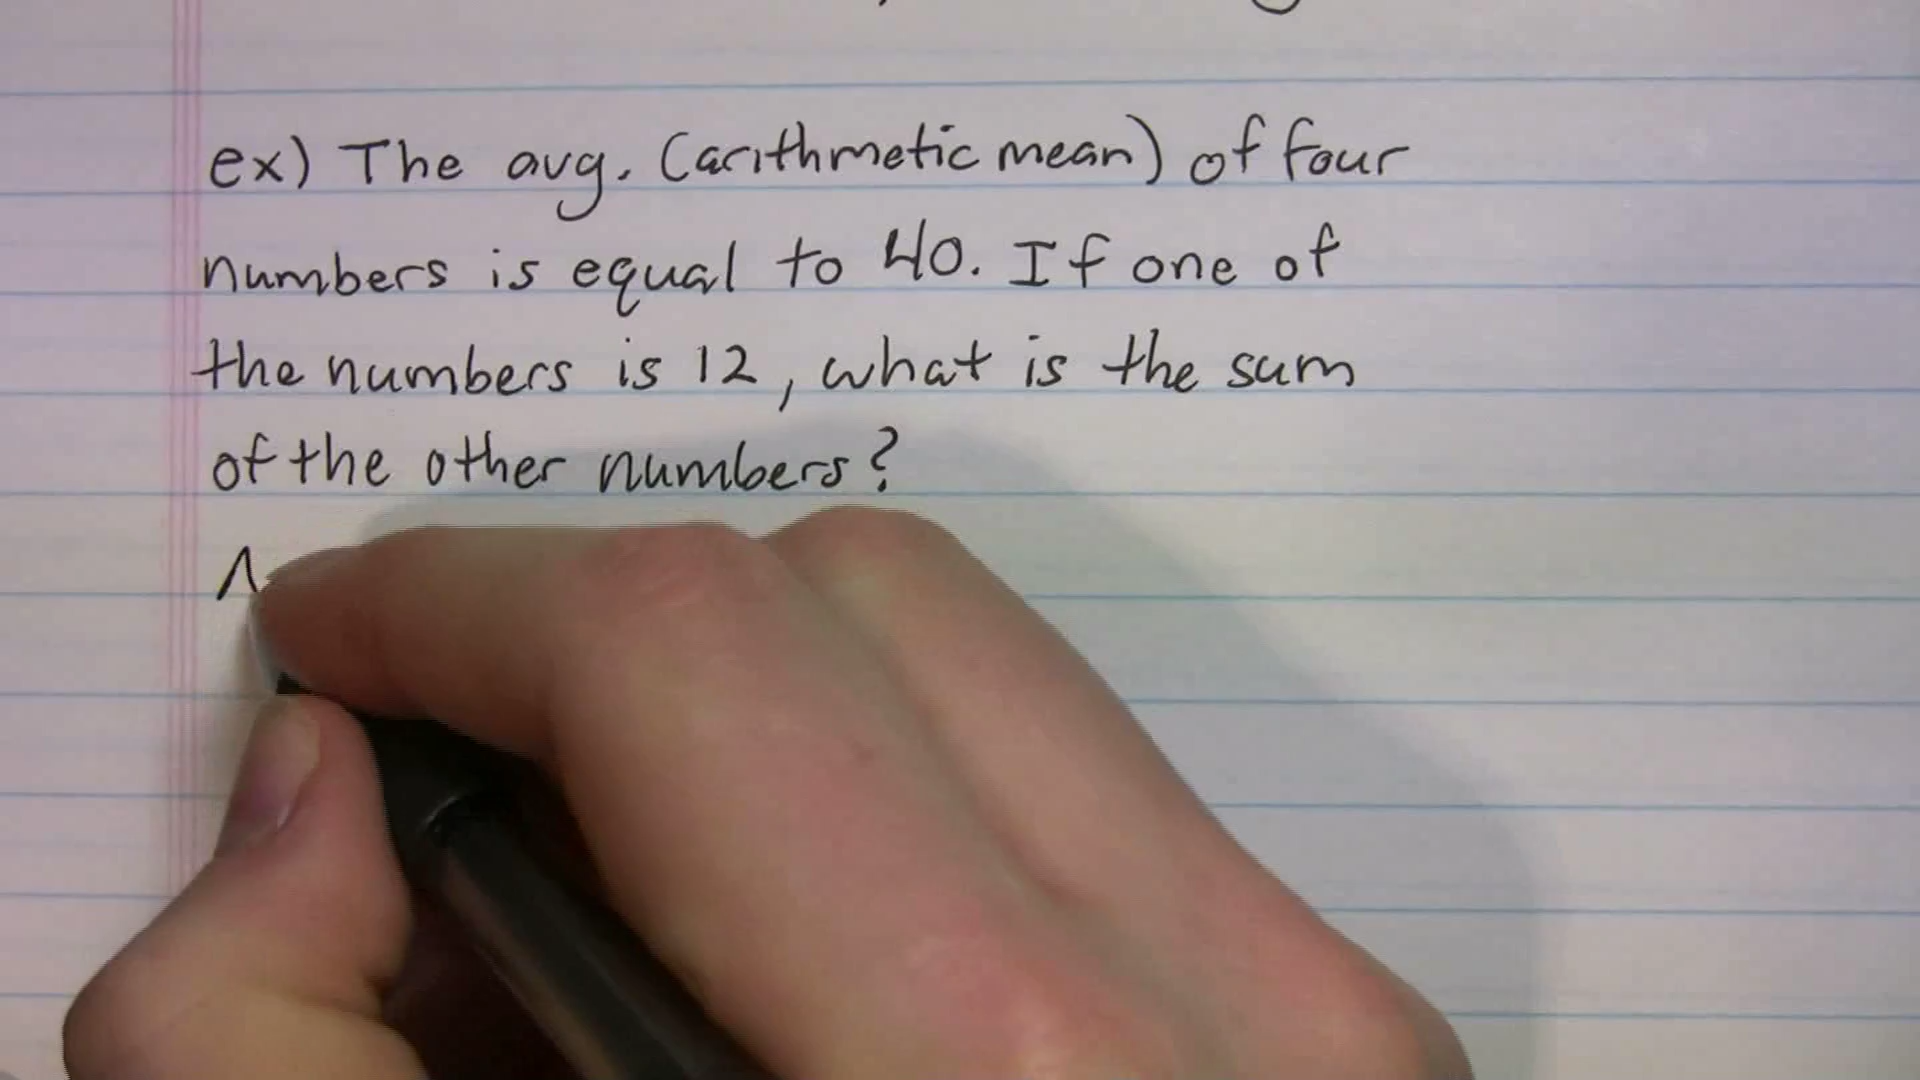 ex) The avg. (arithmetic mean) of four
numbers is equal to 40. If one of
the numbers is 12, what is the sum
of the other numbers?